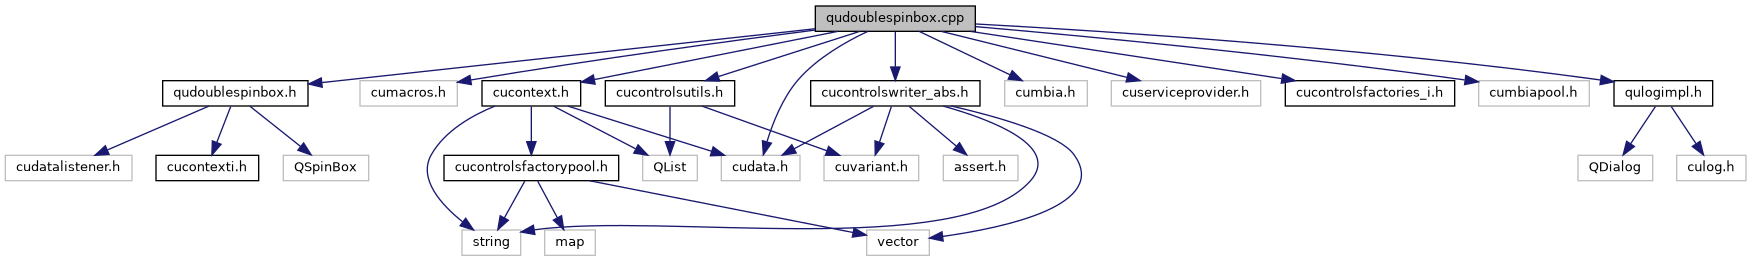 qudoublespinbox.cpp
qudoublespinbox.h
cumacros.h
cucontext.h
cucontrolsutils.h
cucontrolswriter_abs.h
cumbia.h
cuserviceprovider.h
cucontrolsfactories_i.h
cumbiapool.h
qulogimpl.h
cudatalistener.h
cucontexti.h
QSpinBox
cucontrolsfactorypool.h
QList
cudata.h
cuvariant.h
assert.h
QDialog
culog.h
string
map
vector